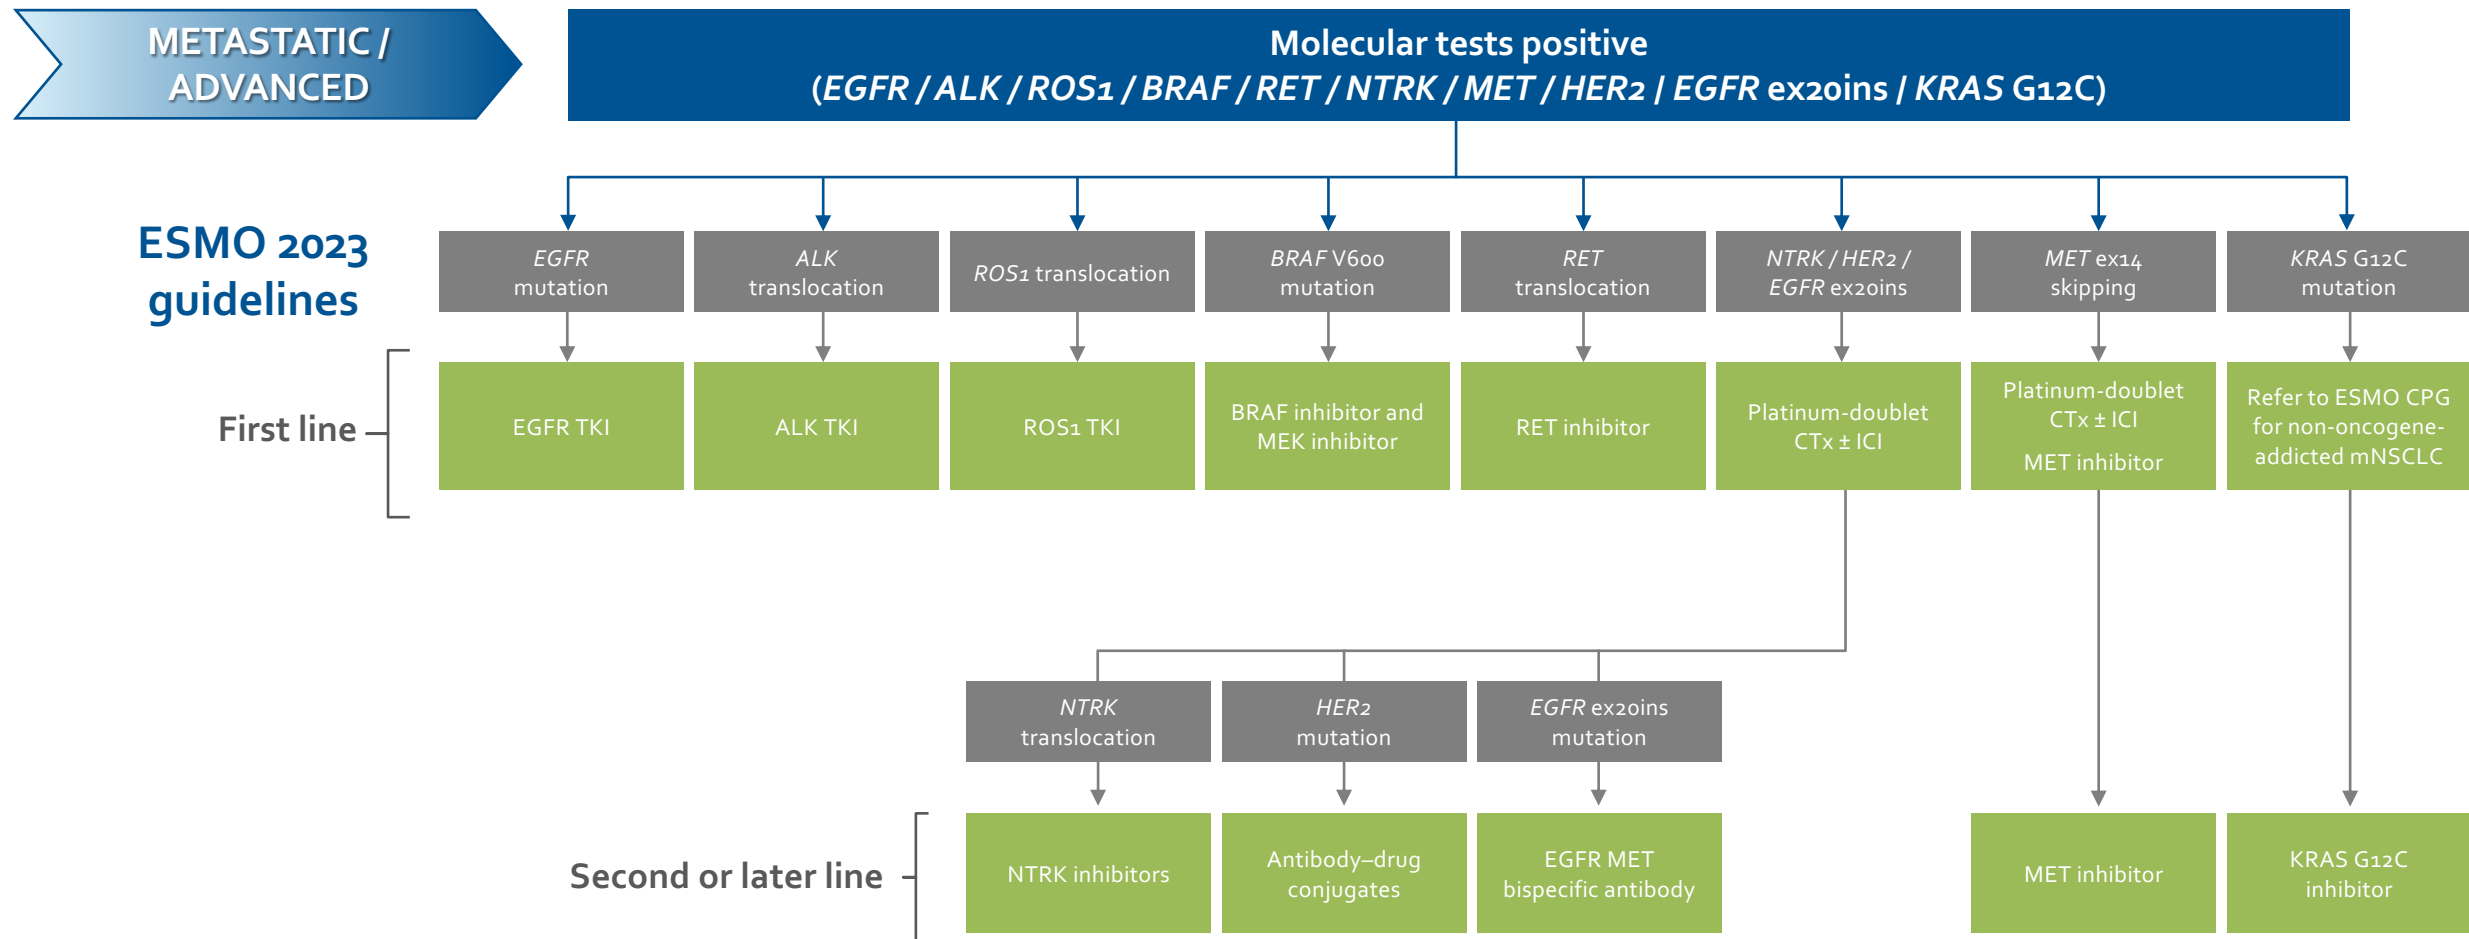 METASTATIC /
ADVANCED
Molecular tests positive
(EGFR / ALK / ROS1 / BRAF / RET / NTRK / MET / HER2 / EGFR ex20ins / KRAS G12C)
ESMO 2023
guidelines
EGFR
mutation
ALK
translocation
ROS1 translocation
BRAF V600
mutation
RET
translocation
NTRK / HER2 /
EGFR ex20ins
MET ex14
skipping
KRAS G12C
mutation
First line
EGFR TKI
ALK TKI
ROS1 TKI
BRAF inhibitor and
MEK inhibitor
RET inhibitor
Platinum-doublet
CTx ± ICI
Platinum-doublet
CTx ± ICI
MET inhibitor
Refer to ESMO CPG
for non-oncogene-
addicted mNSCLC
NTRK
translocation
HER2
mutation
EGFR ex20ins
mutation
Second or later line
NTRK inhibitors
Antibody–drug
conjugates
EGFR MET
bispecific antibody
MET inhibitor
KRAS G12C
inhibitor